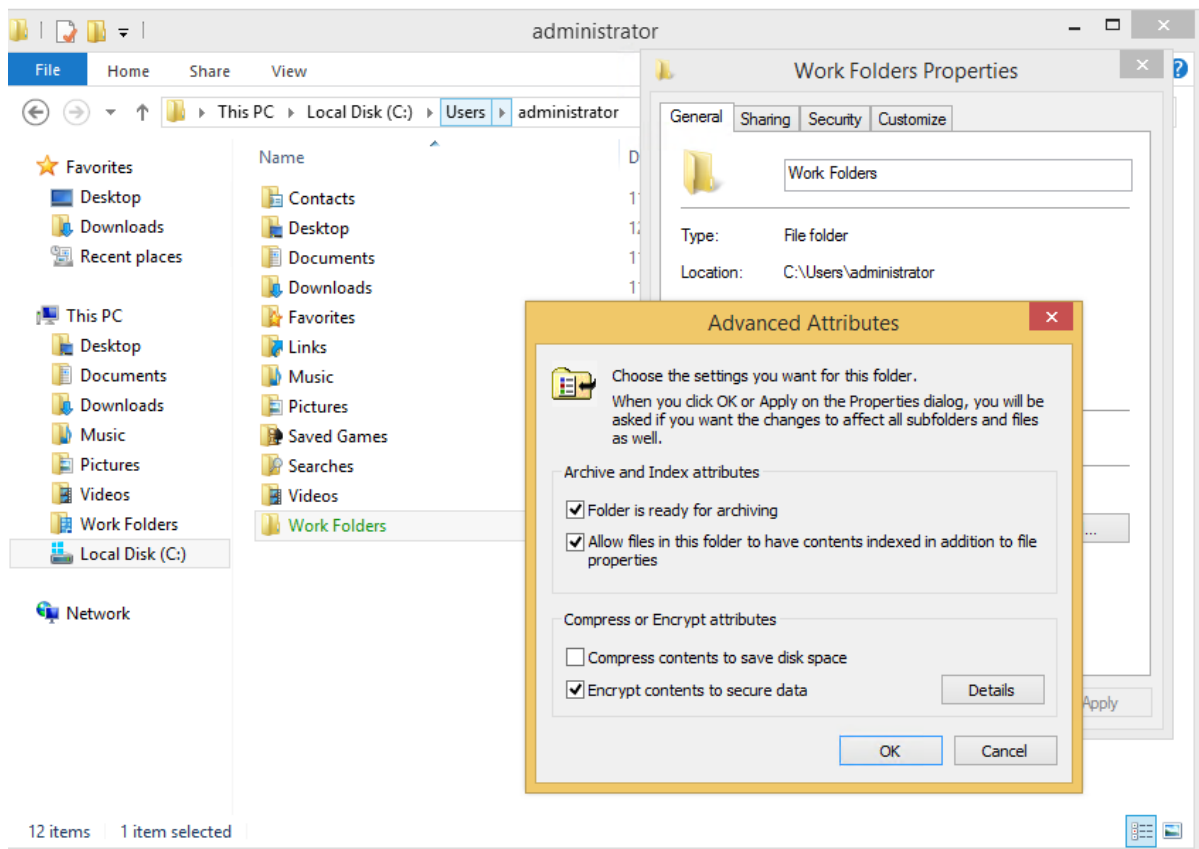 administrator
File Home Share View
This PC Local Disk (C:) Users administrator
Favorites
Desktop
Downloads
Recent places
This PC
Desktop
Documents
Downloads
Music
Pictures
Videos
Work Folders
Local Disk (C:)
Network
Name
Contacts
Desktop
Documents
Downloads
Favorites
Links
Music
Pictures
Saved Games
Searches
Videos
Work Folders
12 items 1 item selected
Work Folders Properties
General Sharing Security Customize
Work Folders
Type: File folder
Location: C:\Users\administrator
...
Apply
Advanced Attributes
Choose the settings you want for this folder.
When you click OK or Apply on the Properties dialog, you will be
asked if you want the changes to affect all subfolders and files
as well.
Archive and Index attributes
Folder is ready for archiving
Allow files in this folder to have contents indexed in addition to file
properties
Compress or Encrypt attributes
Compress contents to save disk space
Encrypt contents to secure data
Details
OK Cancel